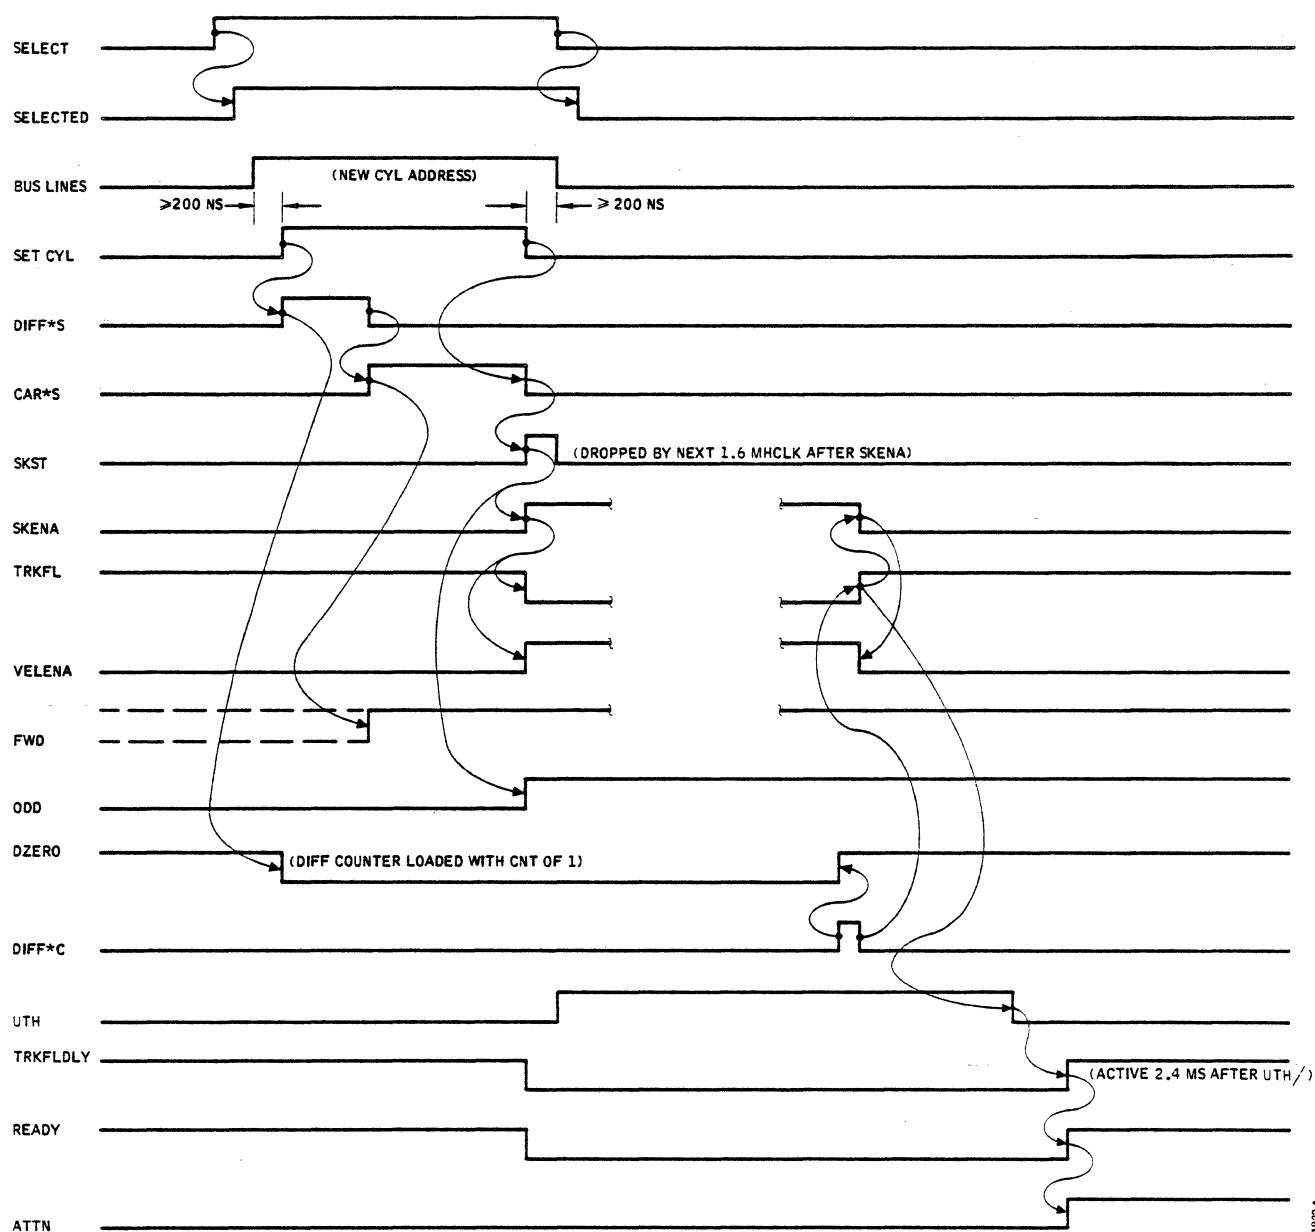 SELECT
SELECTED
BUS LINES
(NEW CYL ADDRESS)
≥200 NS
≥ 200 NS
SET CYL
DIFF*S
CAR*S
SKST
(DROPPED BY NEXT 1.6 MHCLK AFTER SKENA)
SKENA
TRKFL
VELENA
FWD
ODD
DZERO
(DIFF COUNTER LOADED WITH CNT OF 1)
DIFF*C
UTH
TRKFLDLY
(ACTIVE 2.4 MS AFTER UTH/)
READY
ATTN